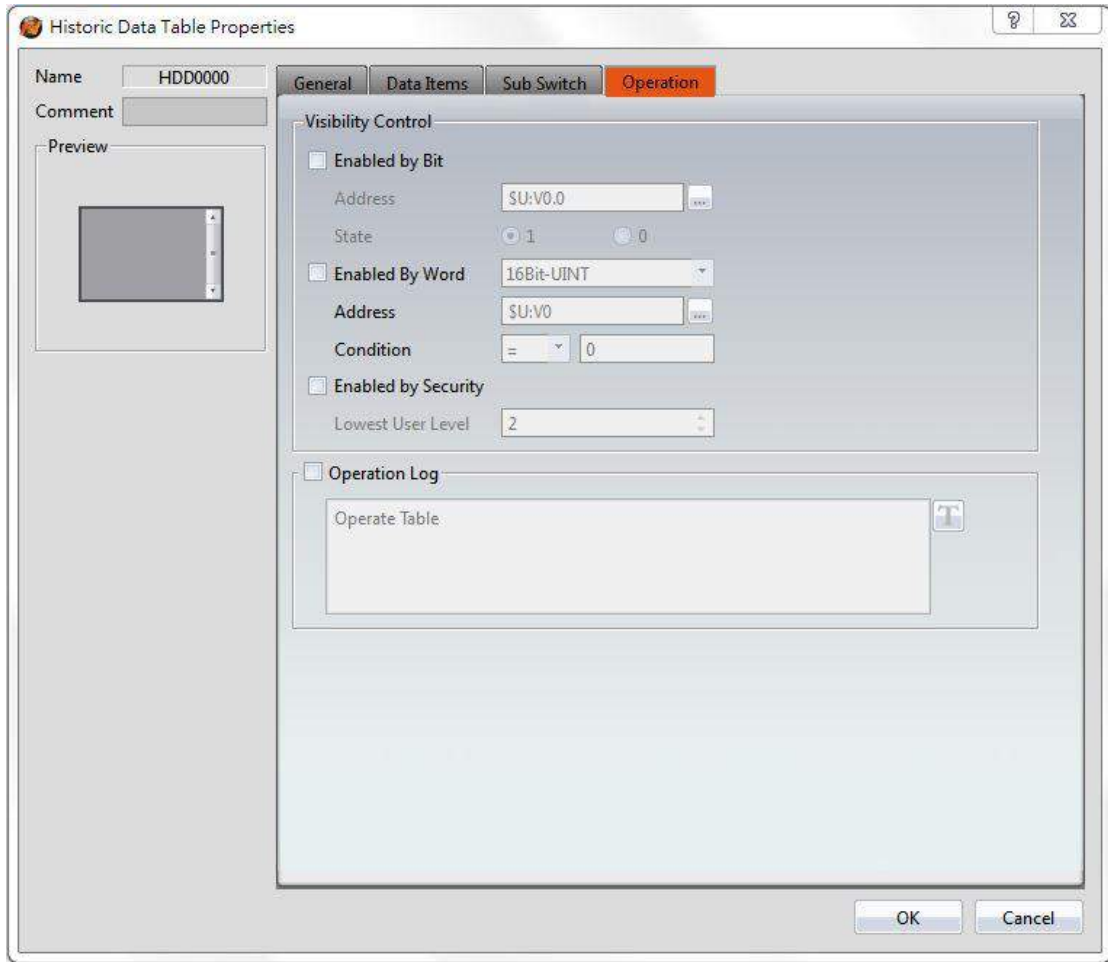 Historic Data Table Properties
Name HDD0000
Comment
Preview
General Data Items Sub Switch Operation
Visibility Control
Enabled by Bit
Address $U:V0.0 ...
State 1 0
Enabled By Word 16Bit-UINT
Address $U:V0 ...
Condition = 0
Enabled by Security
Lowest User Level 2
Operation Log
Operate Table T
OK Cancel